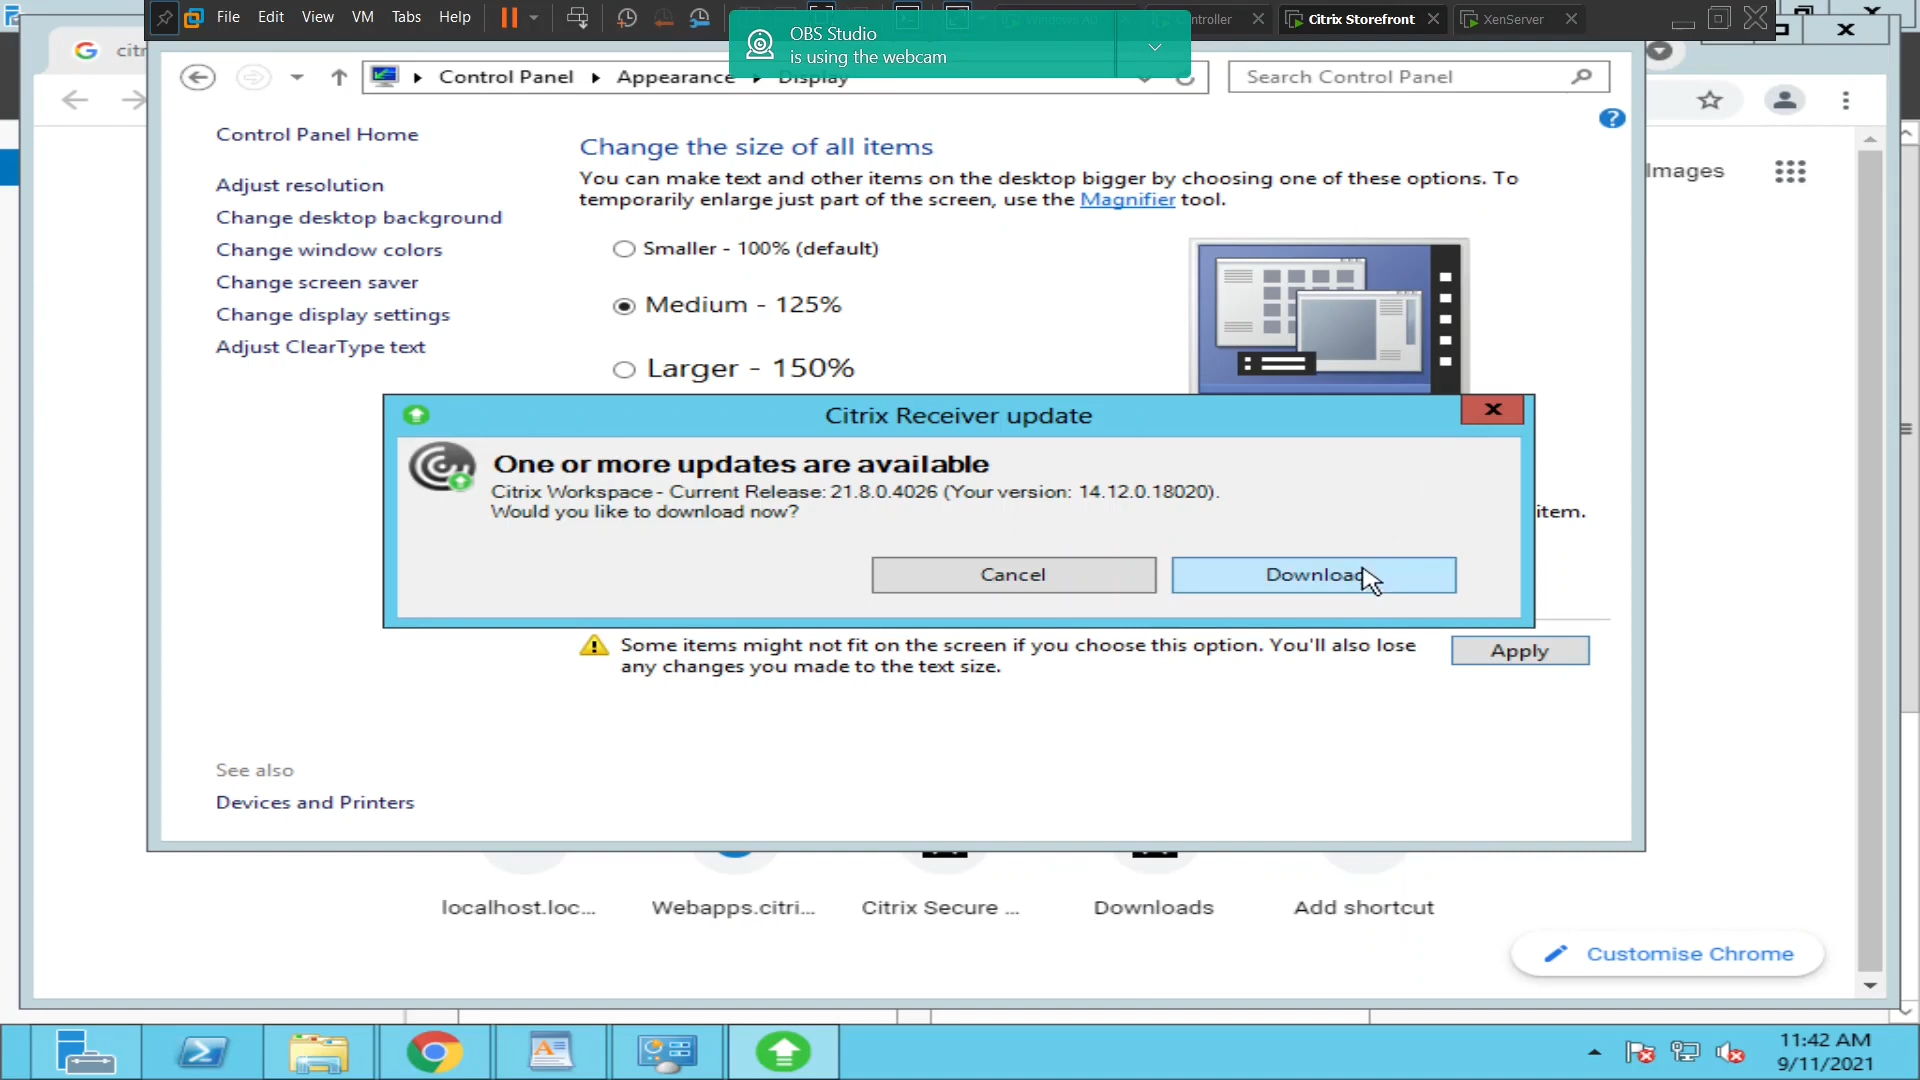 File Edit View VM Tabs Help
Citrix Storefront
XenServer
OBS Studio
is using the webcam
Control Panel
Appearance
Display
Search Control Panel
Control Panel Home
Adjust resolution
Change desktop background
Change window colors
Change screen saver
Change display settings
Adjust ClearType text
Change the size of all items
You can make text and other items on the desktop bigger by choosing one of these options. To
temporarily enlarge just part of the screen, use the Magnifier tool.
Smaller - 100% (default)
Medium - 125%
Larger - 150%
Images
Citrix Receiver update
One or more updates are available
Citrix Workspace - Current Release: 21.8.0.4026 (Your version: 14.12.0.18020).
Would you like to download now?
item.
Cancel
Download
Some items might not fit on the screen if you choose this option. You'll also lose
any changes you made to the text size.
Apply
See also
Devices and Printers
localhost.loc...
Webapps.citri...
Citrix Secure ...
Downloads
Add shortcut
Customise Chrome
11:42 AM
9/11/2021